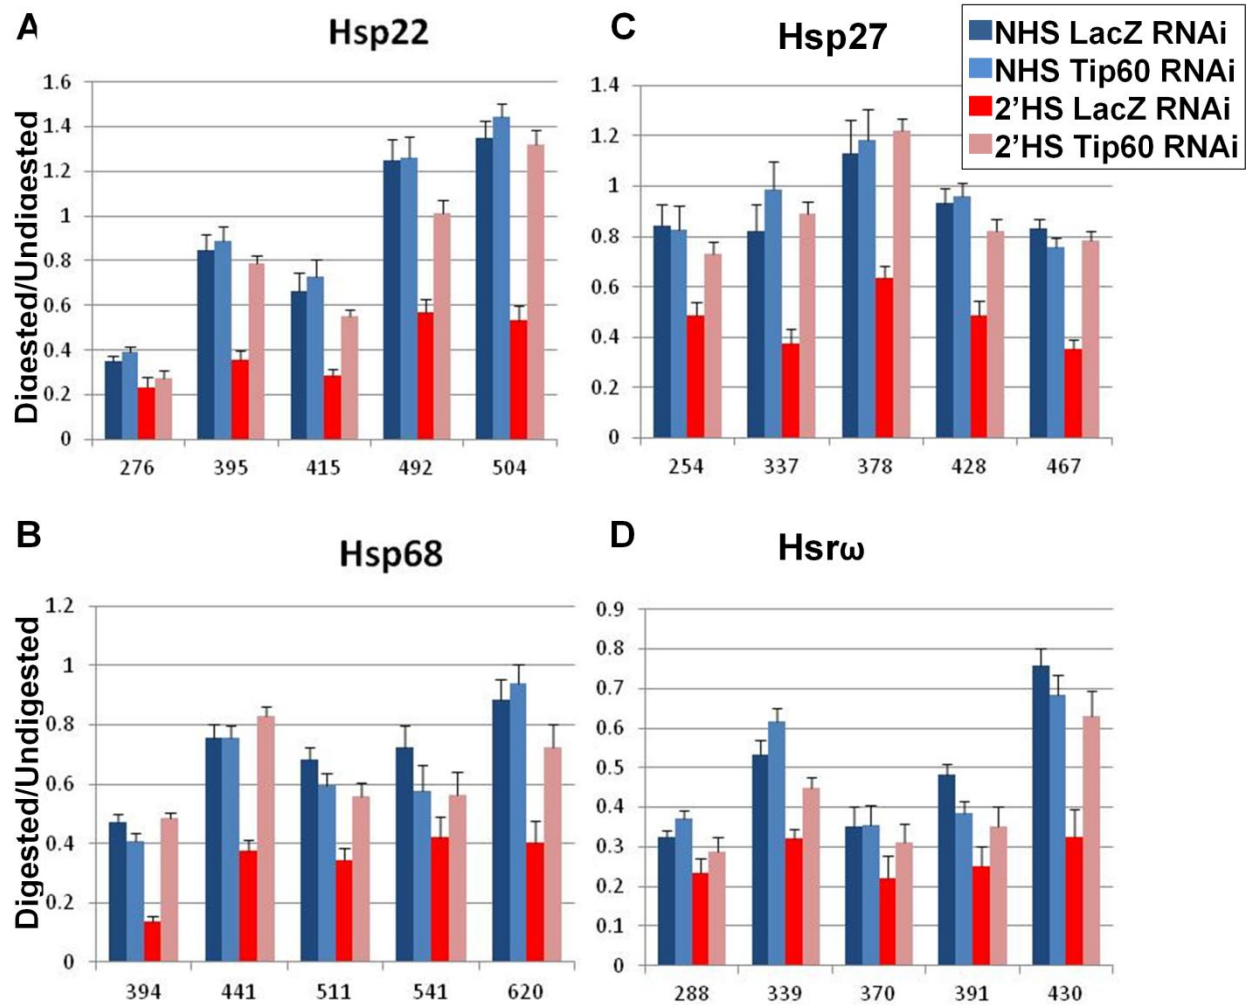 A
Hsp22
Digested/Undigested
1.6
1.4
1.2
1
0.8
0.6
0.4
0.2
0
276 395 415 492 504
C
Hsp27
1.4
1.2
1
0.8
0.6
0.4
0.2
0
254 337 378 428 467
NHS LacZ RNAi
NHS Tip60 RNAi
2'HS LacZ RNAi
2'HS Tip60 RNAi
B
Hsp68
Digested/Undigested
1.2
1
0.8
0.6
0.4
0.2
0
394 441 511 541 620
D
Hsrω
0.9
0.8
0.7
0.6
0.5
0.4
0.3
0.2
0.1
0
288 339 370 391 430